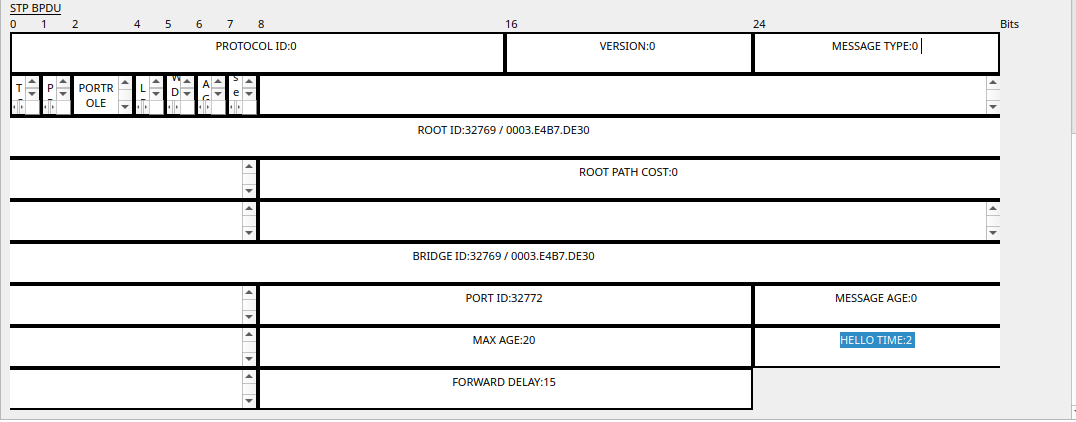 STP BPDU
0 1 2 4 5 6 7 8 16 24 Bits
PROTOCOL ID:0 VERSION:0 MESSAGE TYPE:0
T P PORTR L W A s
OLE D e
ROOT ID:32769 / 0003.E4B7.DE30
ROOT PATH COST:0
BRIDGE ID:32769 / 0003.E4B7.DE30
PORT ID:32772 MESSAGE AGE:0
MAX AGE:20 HELLO TIME:2
FORWARD DELAY:15